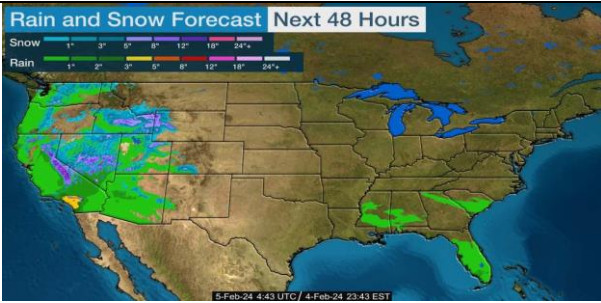 Rain and Snow Forecast Next 48 Hours
Snow 1" 3" 5" 8" 12" 18" 24"+
Rain 1" 2" 3" 5" 8" 12" 18" 24"+
5-Feb-24 4:43 UTC / 4-Feb-24 23:43 EST